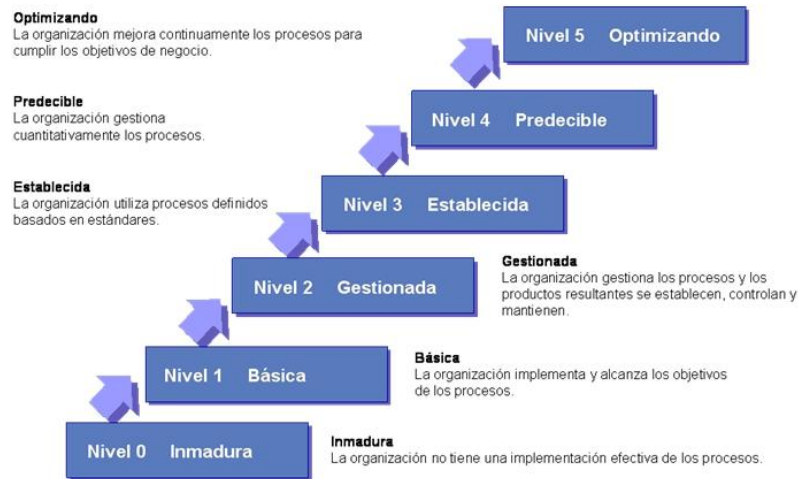 Optimizando
La organización mejora continuamente los procesos para
cumplir los objetivos de negocio.
Nivel 5 Optimizando
Predecible
La organización gestiona
cuantitativamente los procesos.
Nivel 4 Predecible
Establecida
La organización utiliza procesos definidos
basados en estándares.
Nivel 3 Establecida
Nivel 2 Gestionada
Gestionada
La organización gestiona los procesos y los
productos resultantes se establecen, controlan y
mantienen.
Nivel 1 Básica
Básica
La organización implementa y alcanza los objetivos
de los procesos.
Nivel 0 Inmadura
Inmadura
La organización no tiene una implementación efectiva de los procesos.